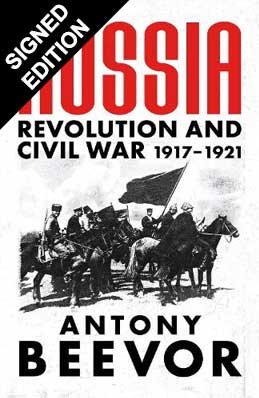 SIGNED
EDITION
RUSSIA
REVOLUTION AND
CIVIL WAR 1917–1921
ANTONY
BEEVOR